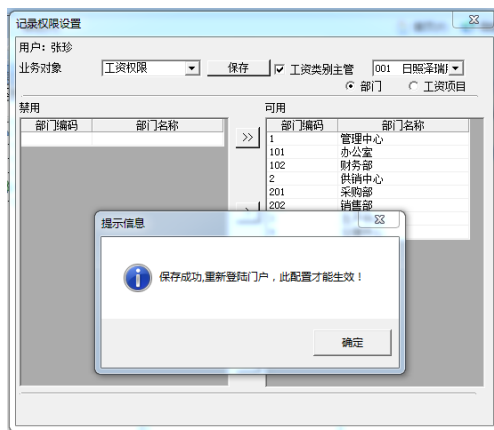 记录权限设置
用户: 张珍
业务对象 工资权限 保存 工资类别主管 001 日照泽瑞
部门 工资项目
禁用 可用
部门编码 部门名称 >> 部门编码 部门名称
1 管理中心
101 办公室
102 财务部
2 供销中心
201 采购部
202 销售部
提示信息
保存成功,重新登陆门户，此配置才能生效！
确定